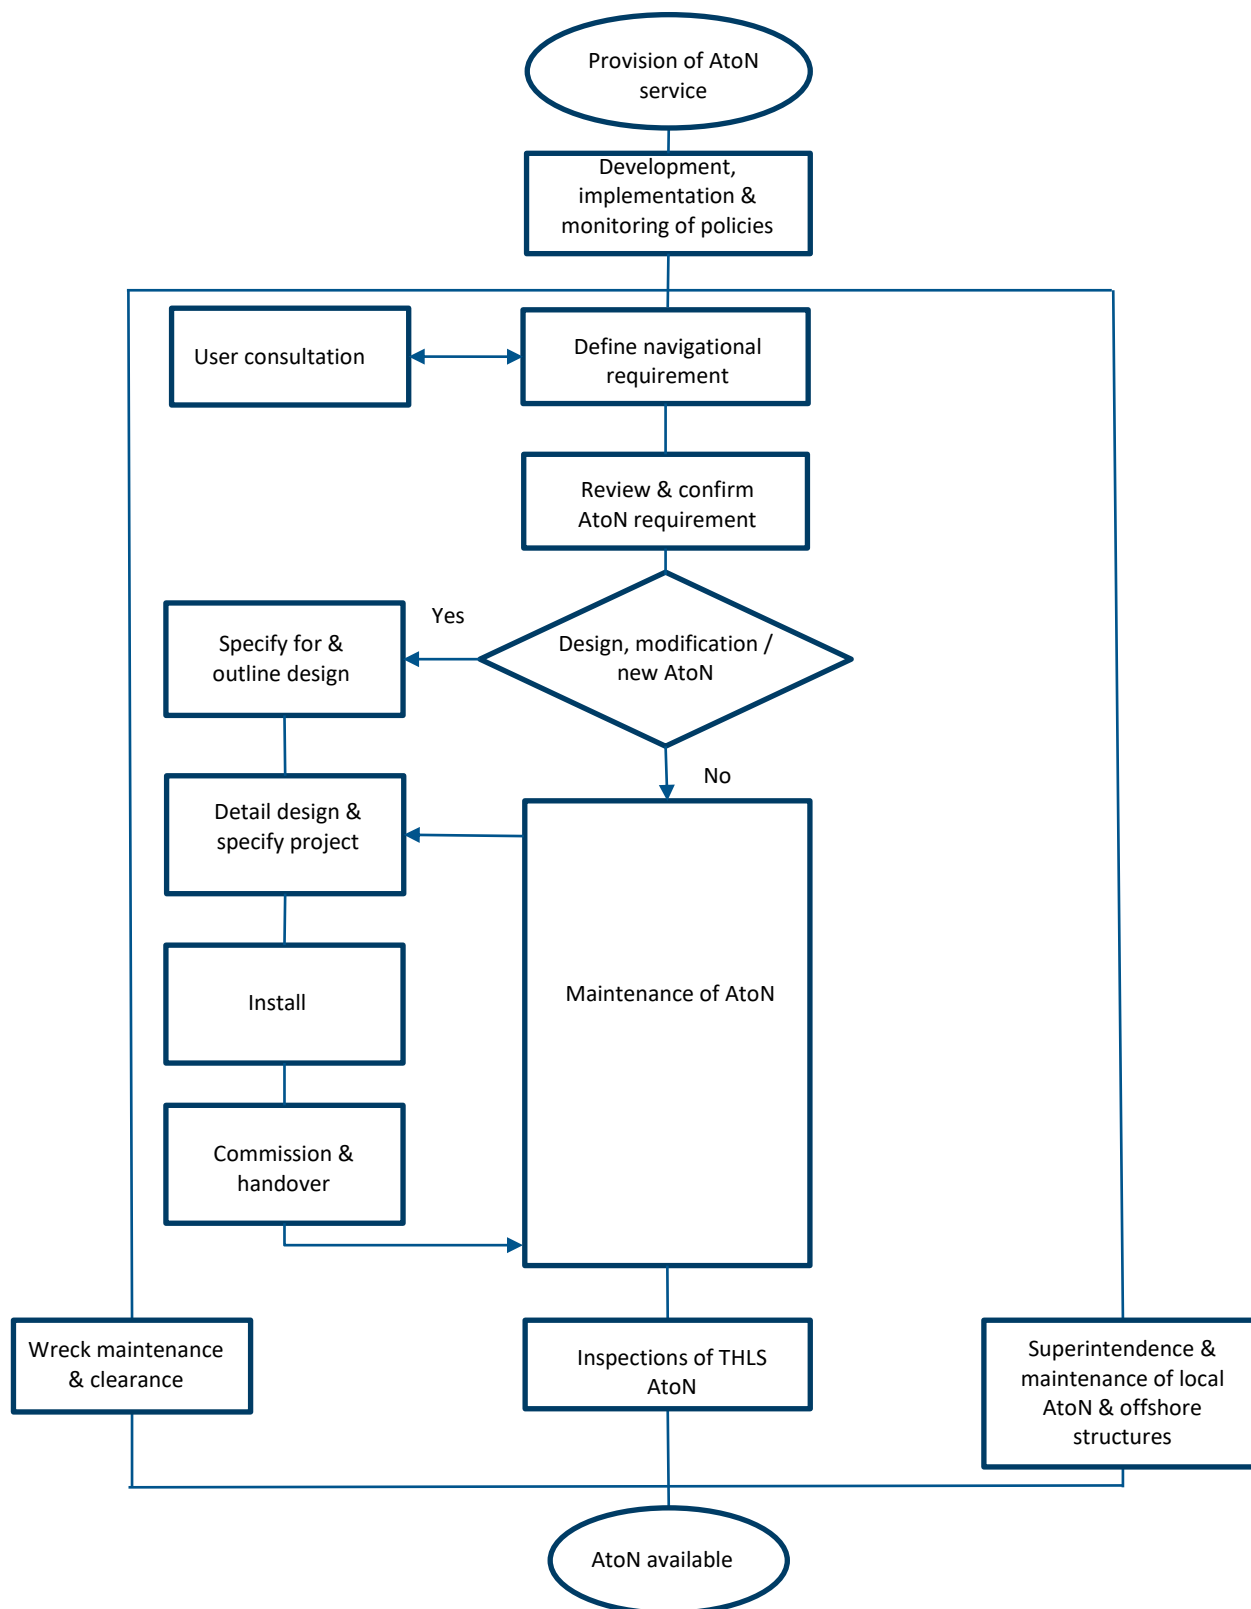 Provision of AtoN
service
Development,
implementation &
monitoring of policies
User consultation
Define navigational
requirement
Review & confirm
AtoN requirement
Yes
Specify for &
outline design
Design, modification /
new AtoN
No
Detail design &
specify project
Maintenance of AtoN
Install
Commission &
handover
Wreck maintenance
& clearance
Inspections of THLS
AtoN
Superintendence &
maintenance of local
AtoN & offshore
structures
AtoN available